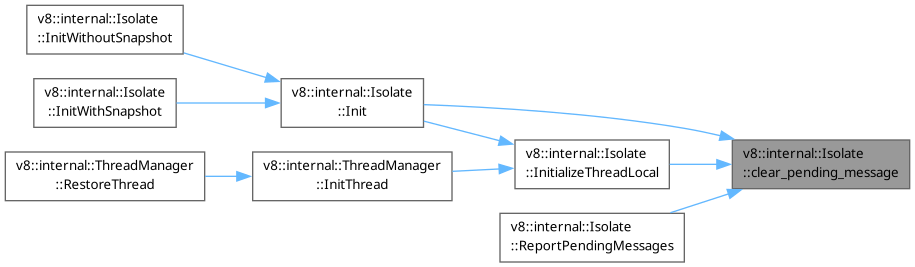 v8::internal::Isolate
::InitWithoutSnapshot
v8::internal::Isolate
::InitWithSnapshot
v8::internal::ThreadManager
::RestoreThread
v8::internal::Isolate
::Init
v8::internal::ThreadManager
::InitThread
v8::internal::Isolate
::InitializeThreadLocal
v8::internal::Isolate
::ReportPendingMessages
v8::internal::Isolate
::clear_pending_message